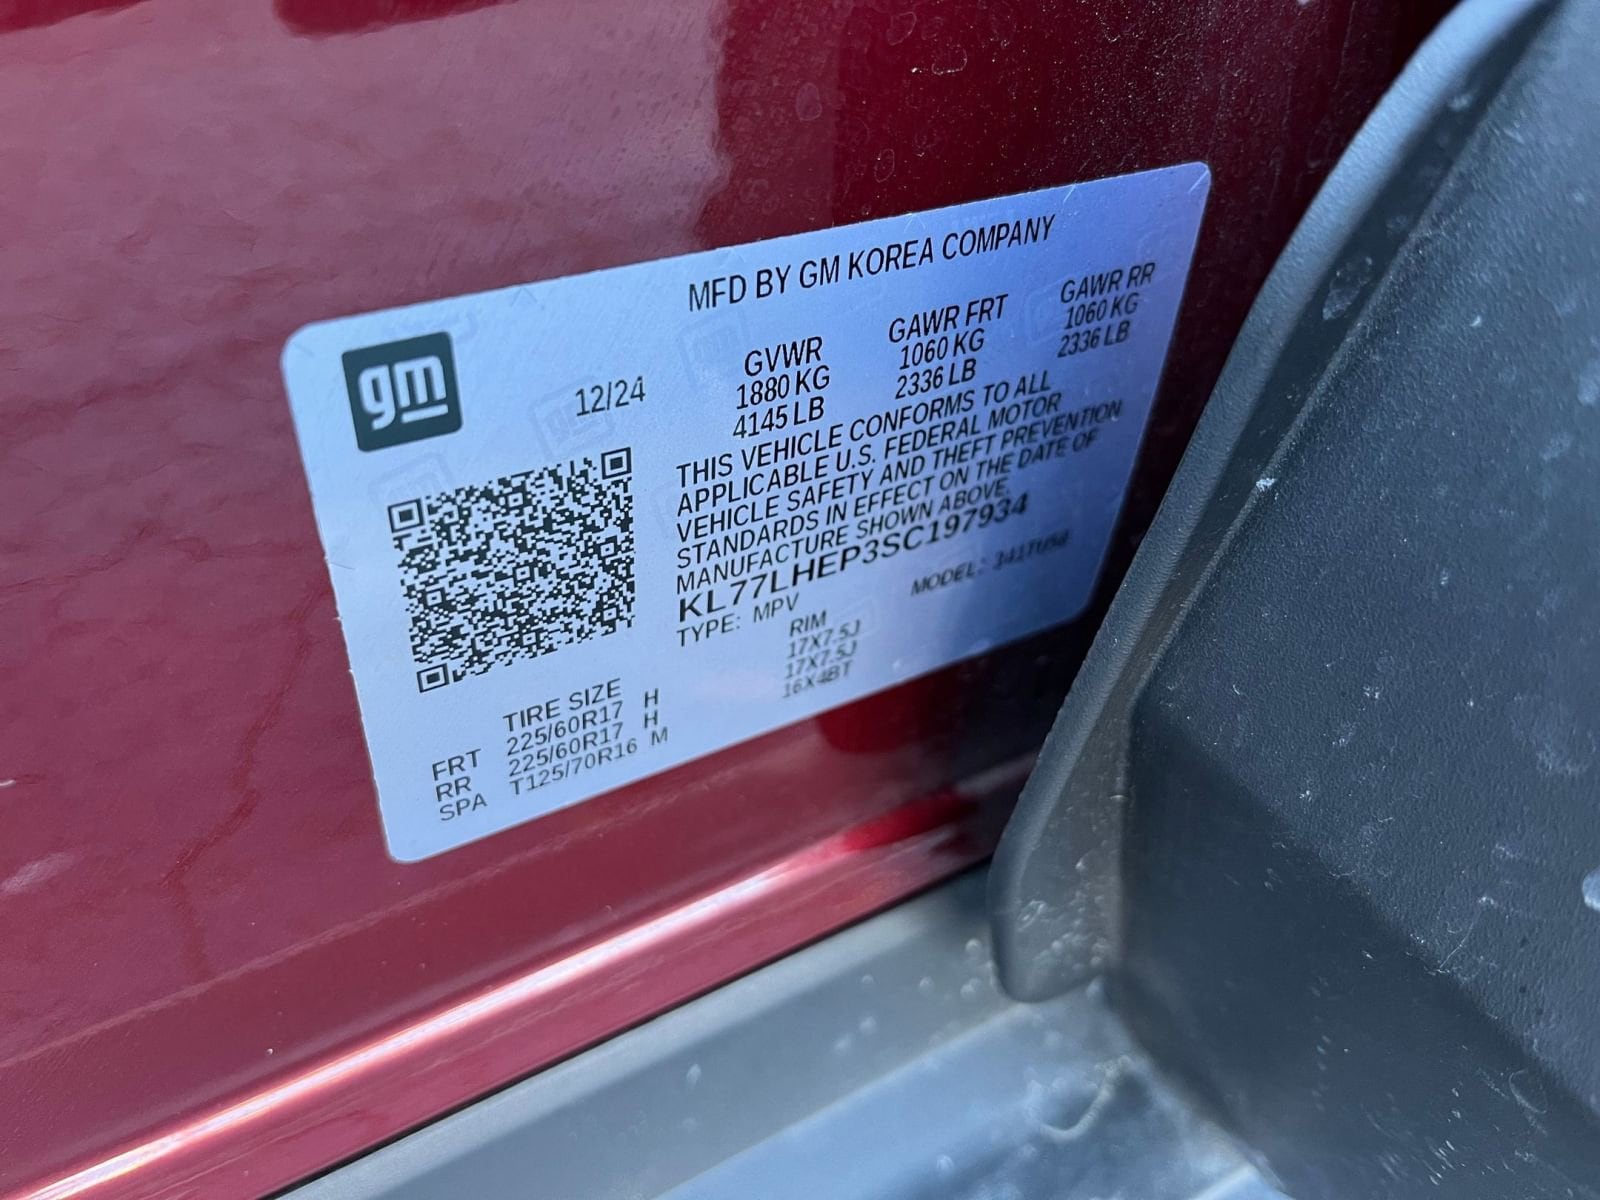 MFD BY GM KOREA COMPANY
gm
12/24
GVWR GAWR FRT GAWR RR
1880 KG 1060 KG 1060 KG
4145 LB 2336 LB 2336 LB
THIS VEHICLE CONFORMS TO ALL
APPLICABLE U.S. FEDERAL MOTOR
VEHICLE SAFETY AND THEFT PREVENTION
STANDARDS IN EFFECT ON THE DATE OF
MANUFACTURE SHOWN ABOVE.
KL77LHEP3SC197934
TYPE: MPV MODEL:
TIRE SIZE RIM
FRT 225/60R17 H 17X7.5J
RR 225/60R17 H 17X7.5J
SPA T125/70R16 M 16X4BT